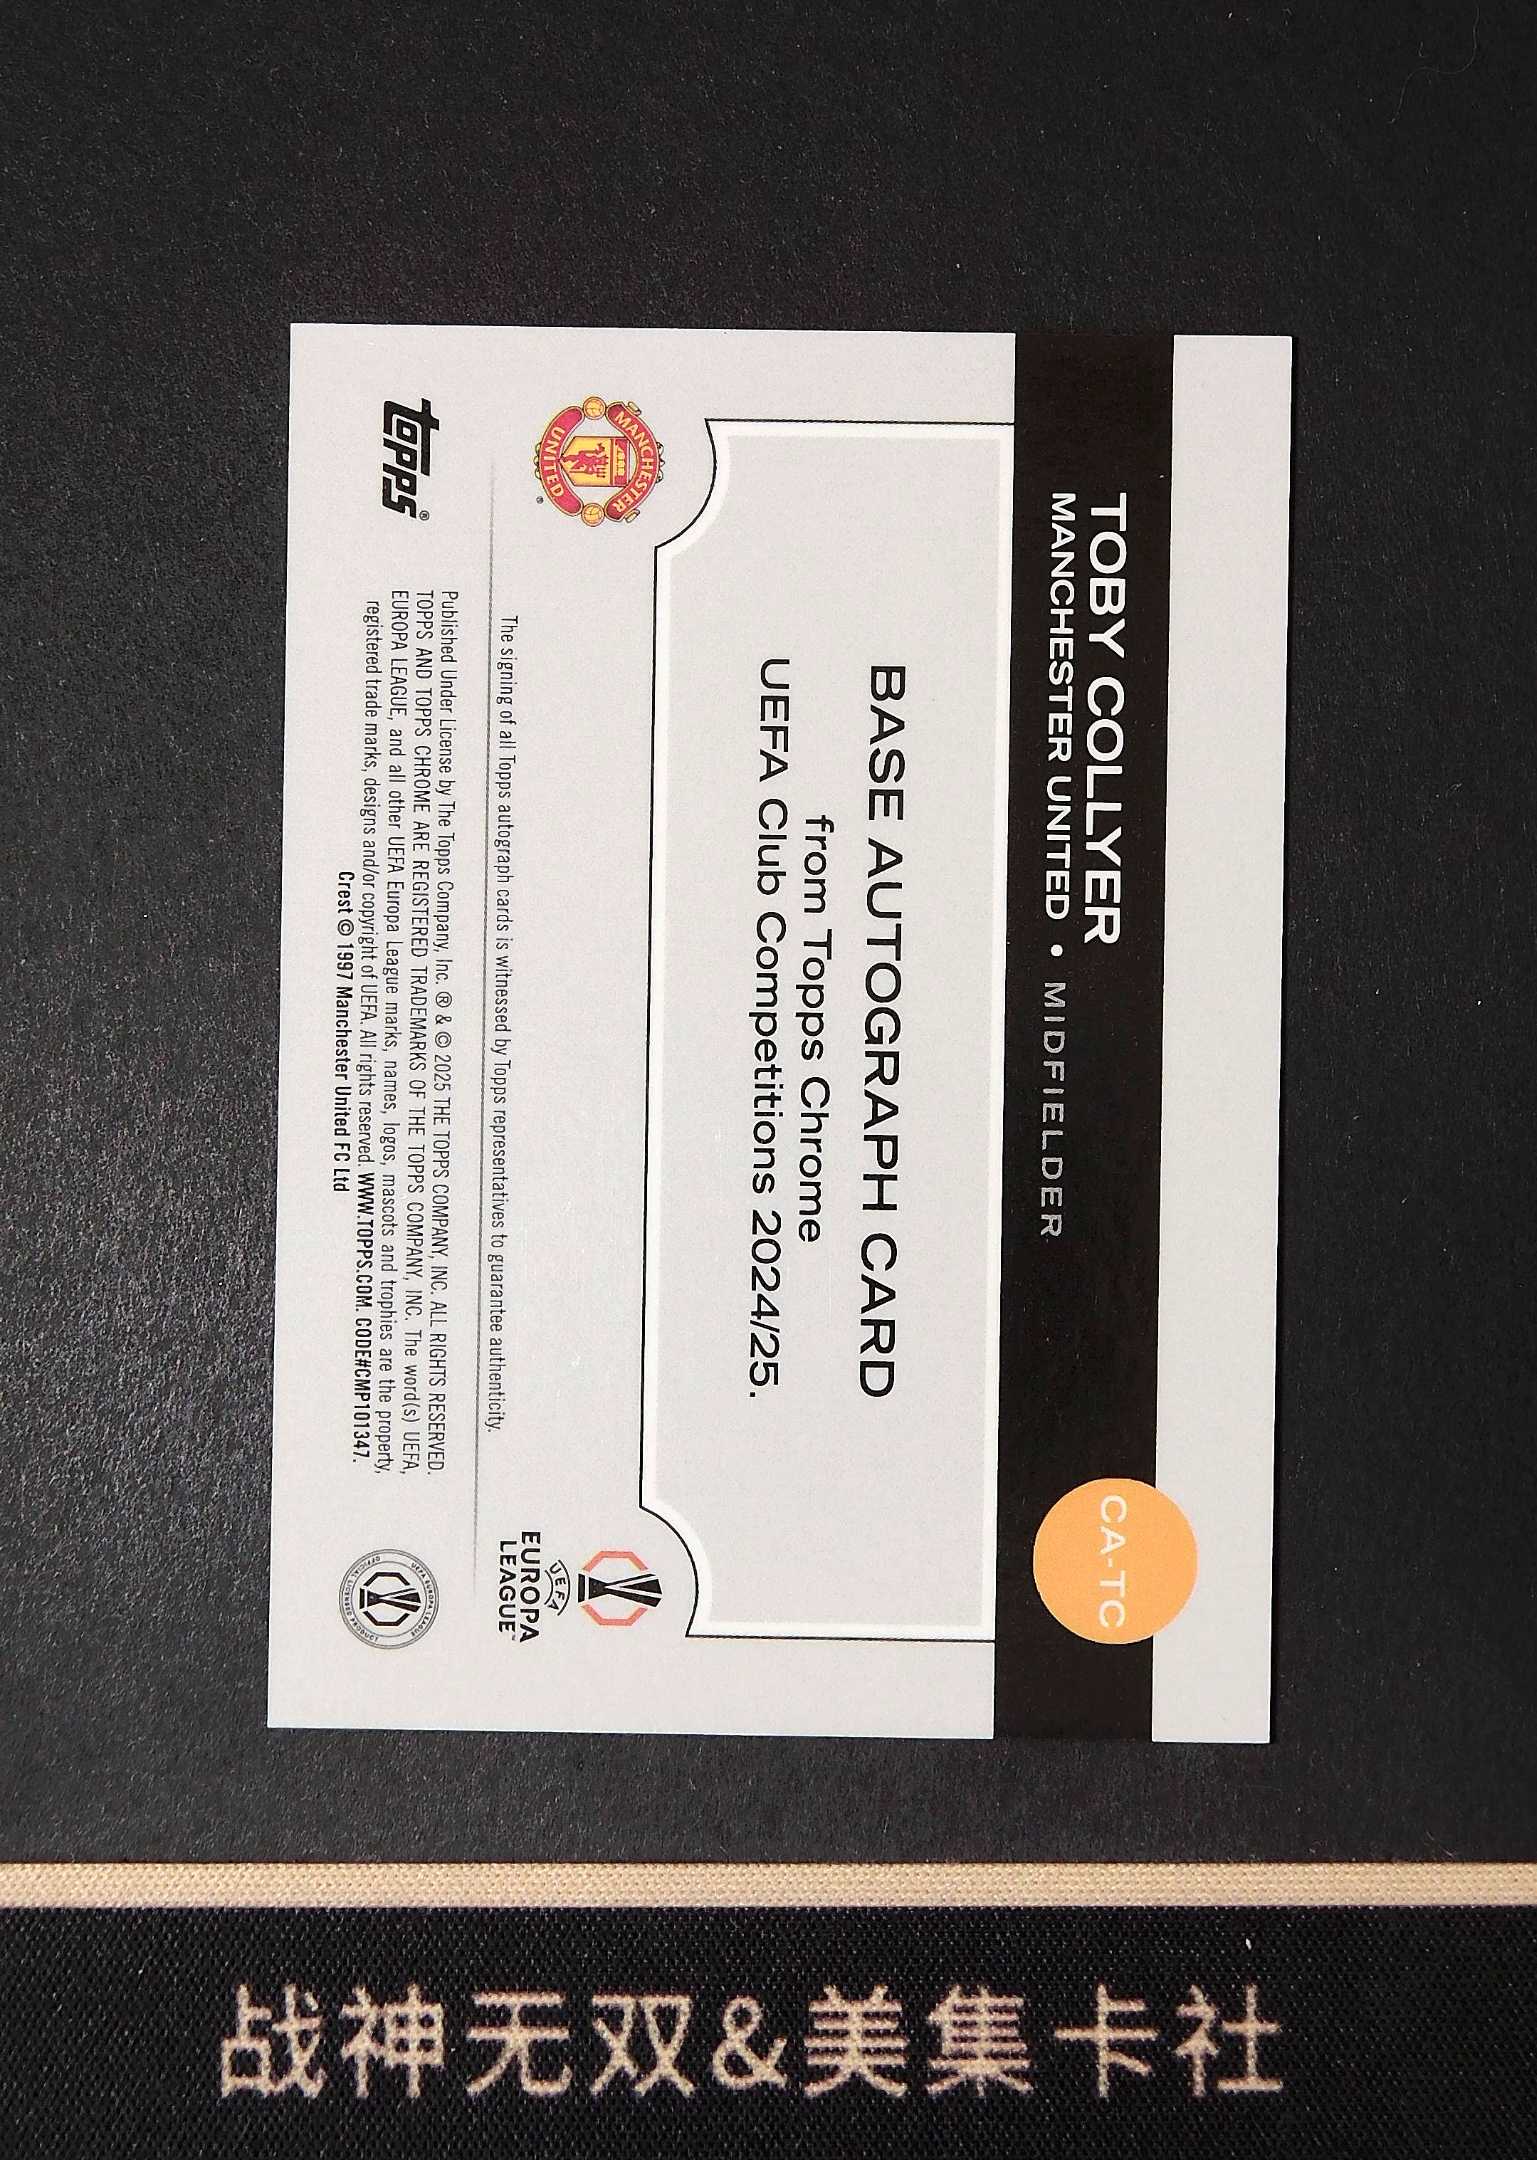 TOBY COLLYER
MANCHESTER UNITED • MIDFIELDER
CA-TC
BASE AUTOGRAPH CARD
from Topps Chrome
UEFA Club Competitions 2024/25.
MANCHESTER
UNITED
®
UEFA
EUROPA
LEAGUE™
The signing of all Topps autograph cards is witnessed by Topps representatives to guarantee authenticity.
topps®
Published Under License by The Topps Company, Inc. ® & © 2025 THE TOPPS COMPANY, INC. ALL RIGHTS RESERVED.
TOPPS AND TOPPS CHROME ARE REGISTERED TRADEMARKS OF THE TOPPS COMPANY, INC. The word(s) UEFA,
EUROPA LEAGUE, and all other UEFA Europa League marks, names, logos, mascots and trophies are the property,
registered trade marks, designs and/or copyright of UEFA. All rights reserved. WWW.TOPPS.COM. CODE#CMP101347.
Crest © 1997 Manchester United FC Ltd
UEFA EUROPA LEAGUE
OFFICIAL LICENSED PRODUCT
战神无双&美集卡社